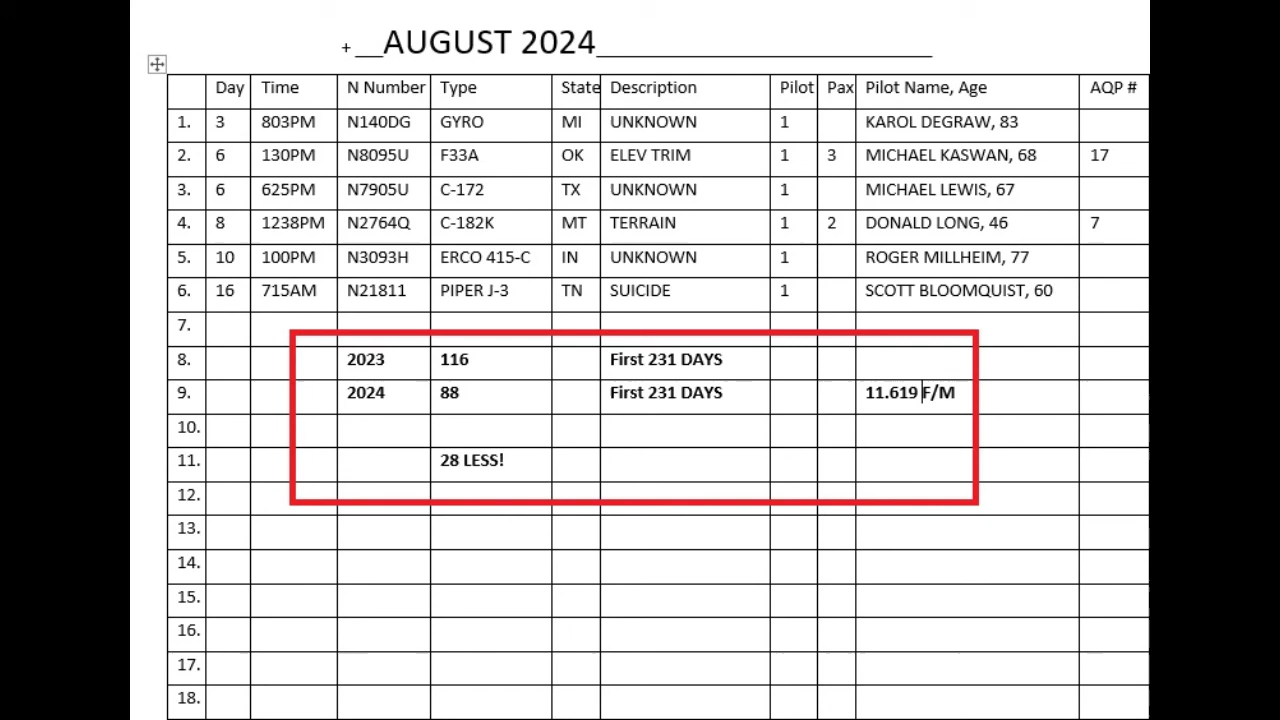 + __AUGUST 2024________________
Day Time N Number Type State Description Pilot Pax Pilot Name, Age AQP #
1. 3 803PM N140DG GYRO MI UNKNOWN 1 KAROL DEGRAW, 83
2. 6 130PM N8095U F33A OK ELEV TRIM 1 3 MICHAEL KASWAN, 68 17
3. 6 625PM N7905U C-172 TX UNKNOWN 1 MICHAEL LEWIS, 67
4. 8 1238PM N2764Q C-182K MT TERRAIN 1 2 DONALD LONG, 46 7
5. 10 100PM N3093H ERCO 415-C IN UNKNOWN 1 ROGER MILLHEIM, 77
6. 16 715AM N21811 PIPER J-3 TN SUICIDE 1 SCOTT BLOOMQUIST, 60
7.
8. 2023 116 First 231 DAYS
9. 2024 88 First 231 DAYS 11.619 F/M
10.
11. 28 LESS!
12.
13.
14.
15.
16.
17.
18.